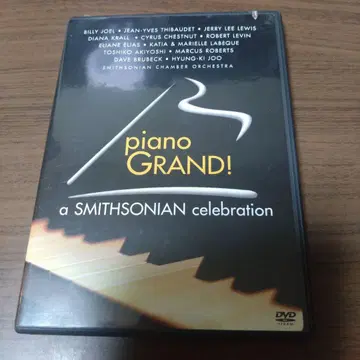 BILLY JOEL • JEAN-YVES THIBAUDET • JERRY LEE LEWIS
DIANA KRALL • CYRUS CHESTNUT • ROBERT LEVIN
ELIANE ELIAS • KATIA & MARIELLE LABEQUE
TOSHIKO AKIYOSHI • MARCUS ROBERTS
DAVE BRUBECK • HYUNG-KI JOO
SMITHSONIAN CHAMBER ORCHESTRA
piano
GRAND!
a SMITHSONIAN celebration
DVD